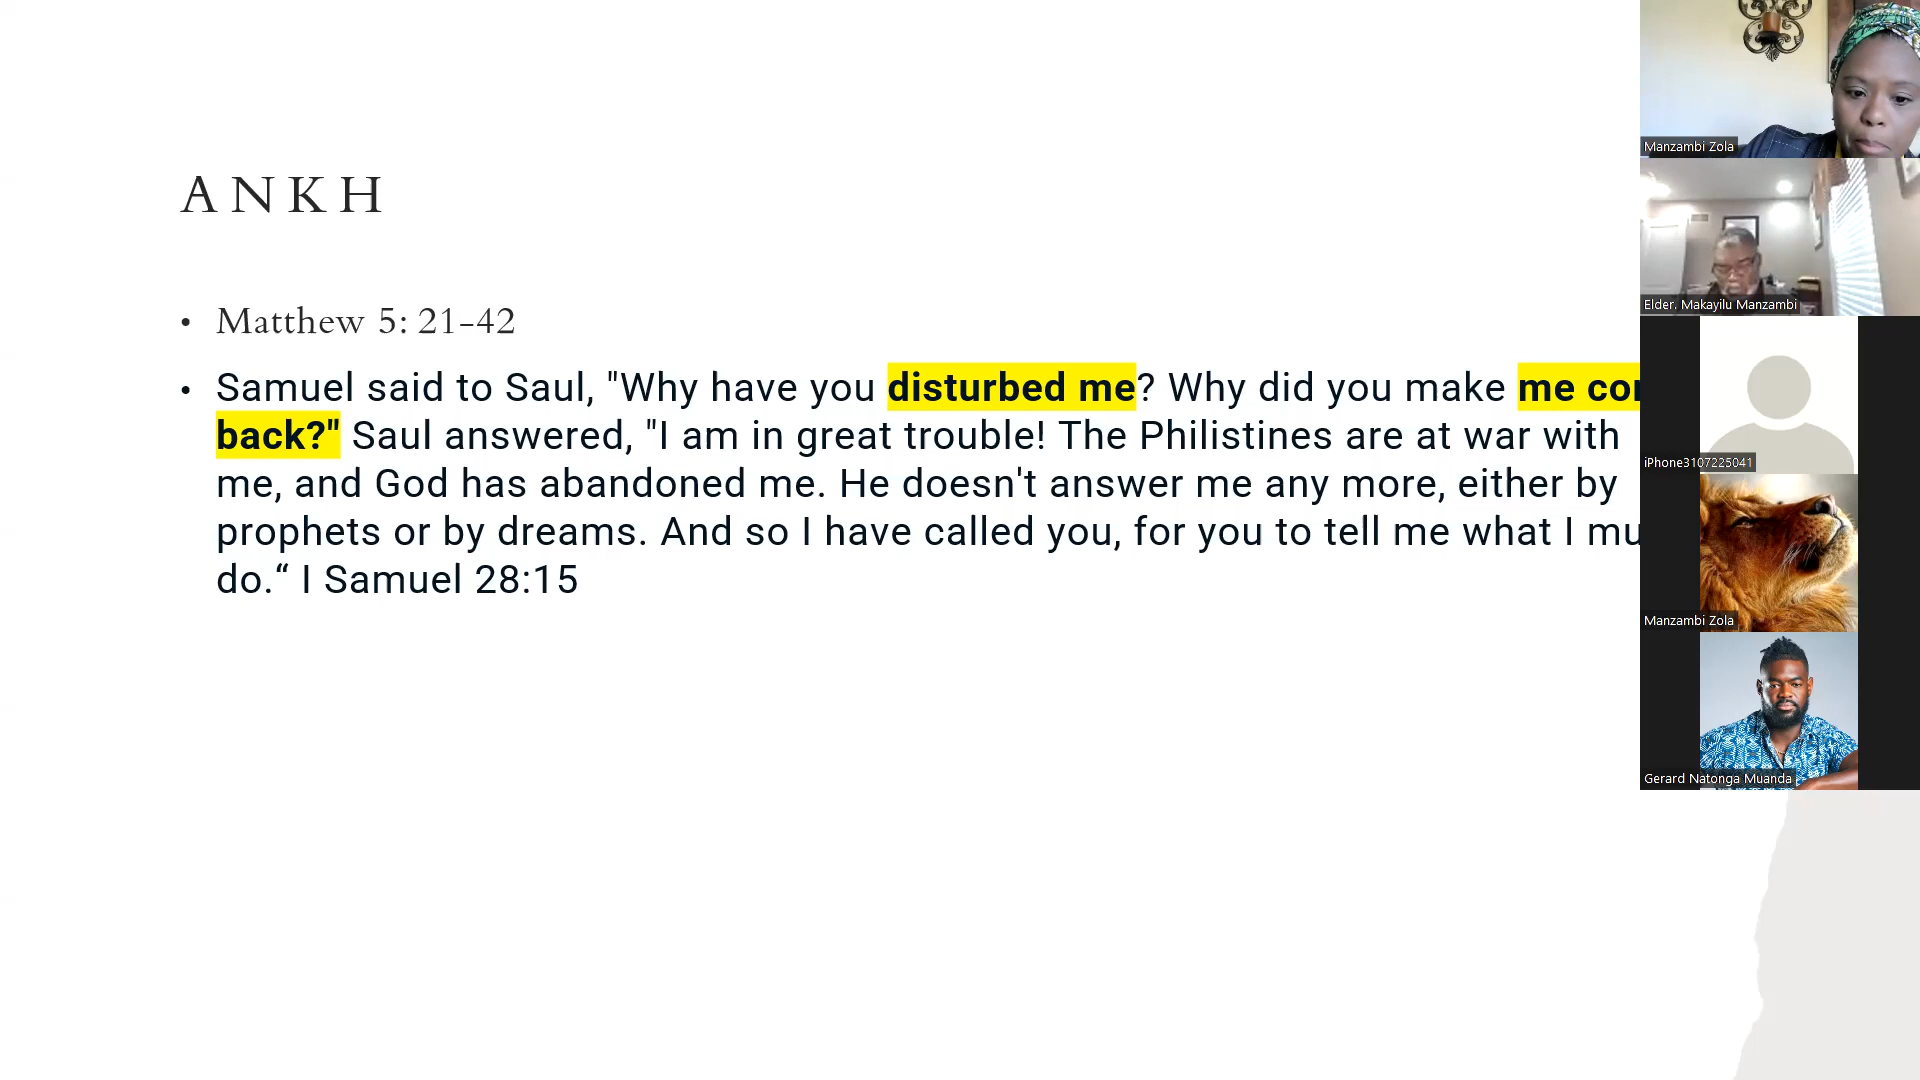 ANKH
• Matthew 5: 21-42
• Samuel said to Saul, "Why have you disturbed me? Why did you make me
back?" Saul answered, "I am in great trouble! The Philistines are at war with
me, and God has abandoned me. He doesn't answer me any more, either by
prophets or by dreams. And so I have called you, for you to tell me what I
do.“ I Samuel 28:15
Manzambi Zola
Elder. Makayilu Manzambi
iPhone3107225041
Manzambi Zola
Gerard Natonga Muanda